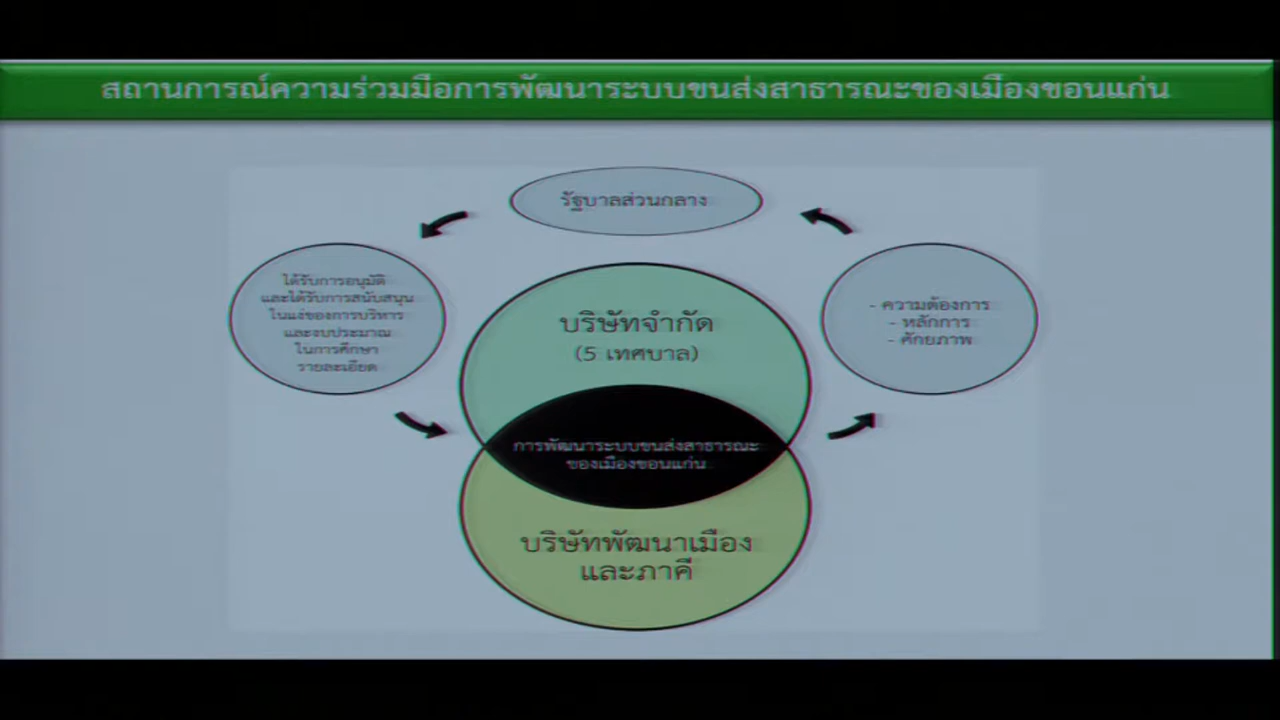 สถานการณ์ความร่วมมือการพัฒนาระบบขนส่งสาธารณะของเมืองขอนแก่น
รัฐบาลส่วนกลาง
ได้รับการอนุมัติ
และได้รับการสนับสนุน
ในแง่ของการบริหาร
และงบประมาณ
ในการศึกษา
รายละเอียด
บริษัทจำกัด
(5 เทศบาล)
- ความต้องการ
- หลักการ
- ศักยภาพ
การพัฒนาระบบขนส่งสาธารณะ
ของเมืองขอนแก่น
บริษัทพัฒนาเมือง
และภาคี